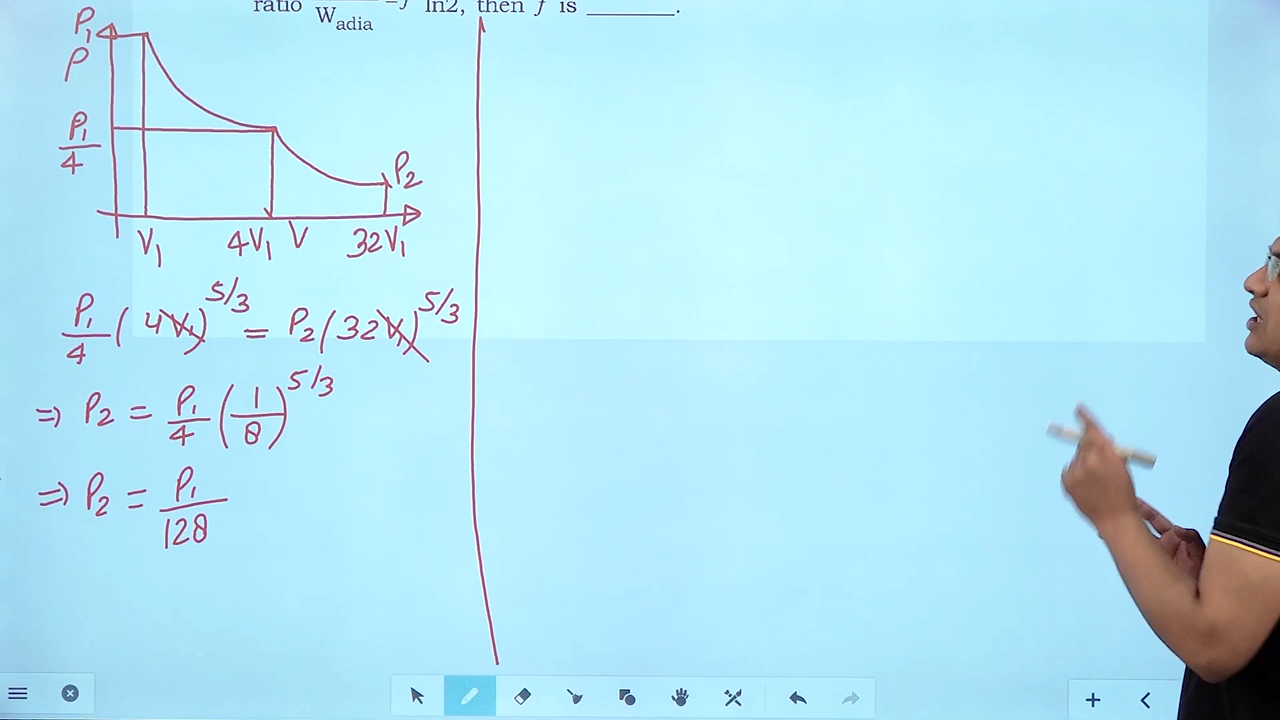 ratio W_adia = f ln2, then f is ______.
P₁
P
P₁/4
P₂
V₁ 4V₁ V 32V₁
P₁/4 (4V₁)^5/3 = P₂(32V₁)^5/3
⇒ P₂ = P₁/4 (1/8)^5/3
⇒ P₂ = P₁/128